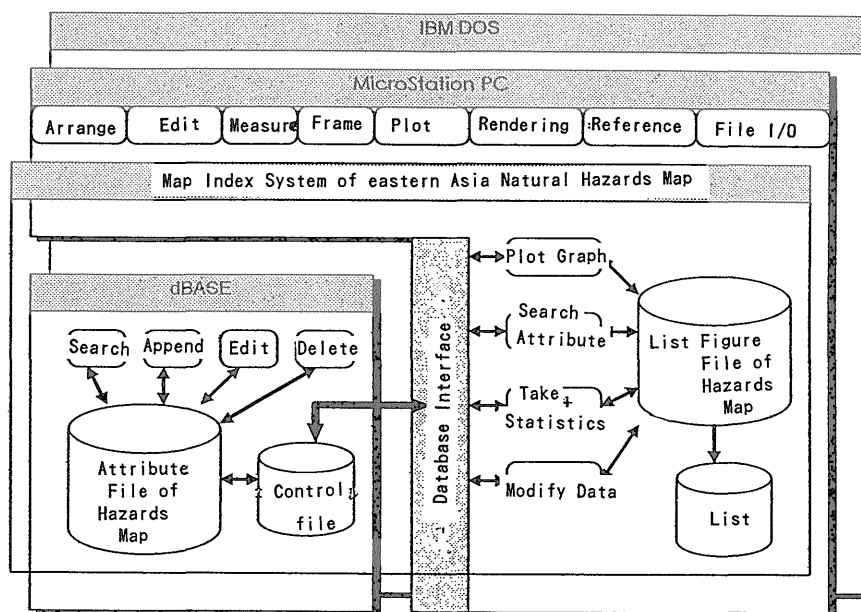 IBM DOS
MicroStation PC
Arrange
Edit
Measure
Frame
Plot
Rendering
Reference
File I/O
Map Index System of eastern Asia Natural Hazards Map
dBASE
Search
Append
Edit
Delete
Attribute
File of
Hazards
Map
Control
file
Database Interface
Plot Graph
Search
Attribute
Take
Statistics
Modify Data
List Figure
File of
Hazards
Map
List